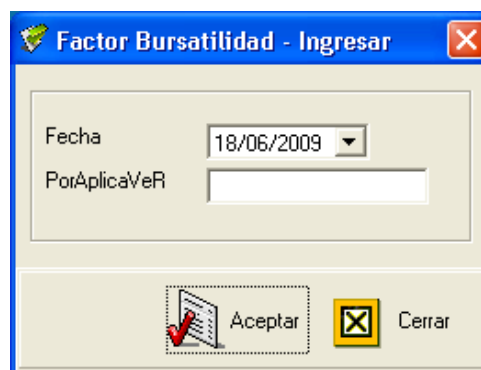 Factor Bursatilidad - Ingresar
Fecha 18/06/2009
PorAplicaVeR
Aceptar Cerrar